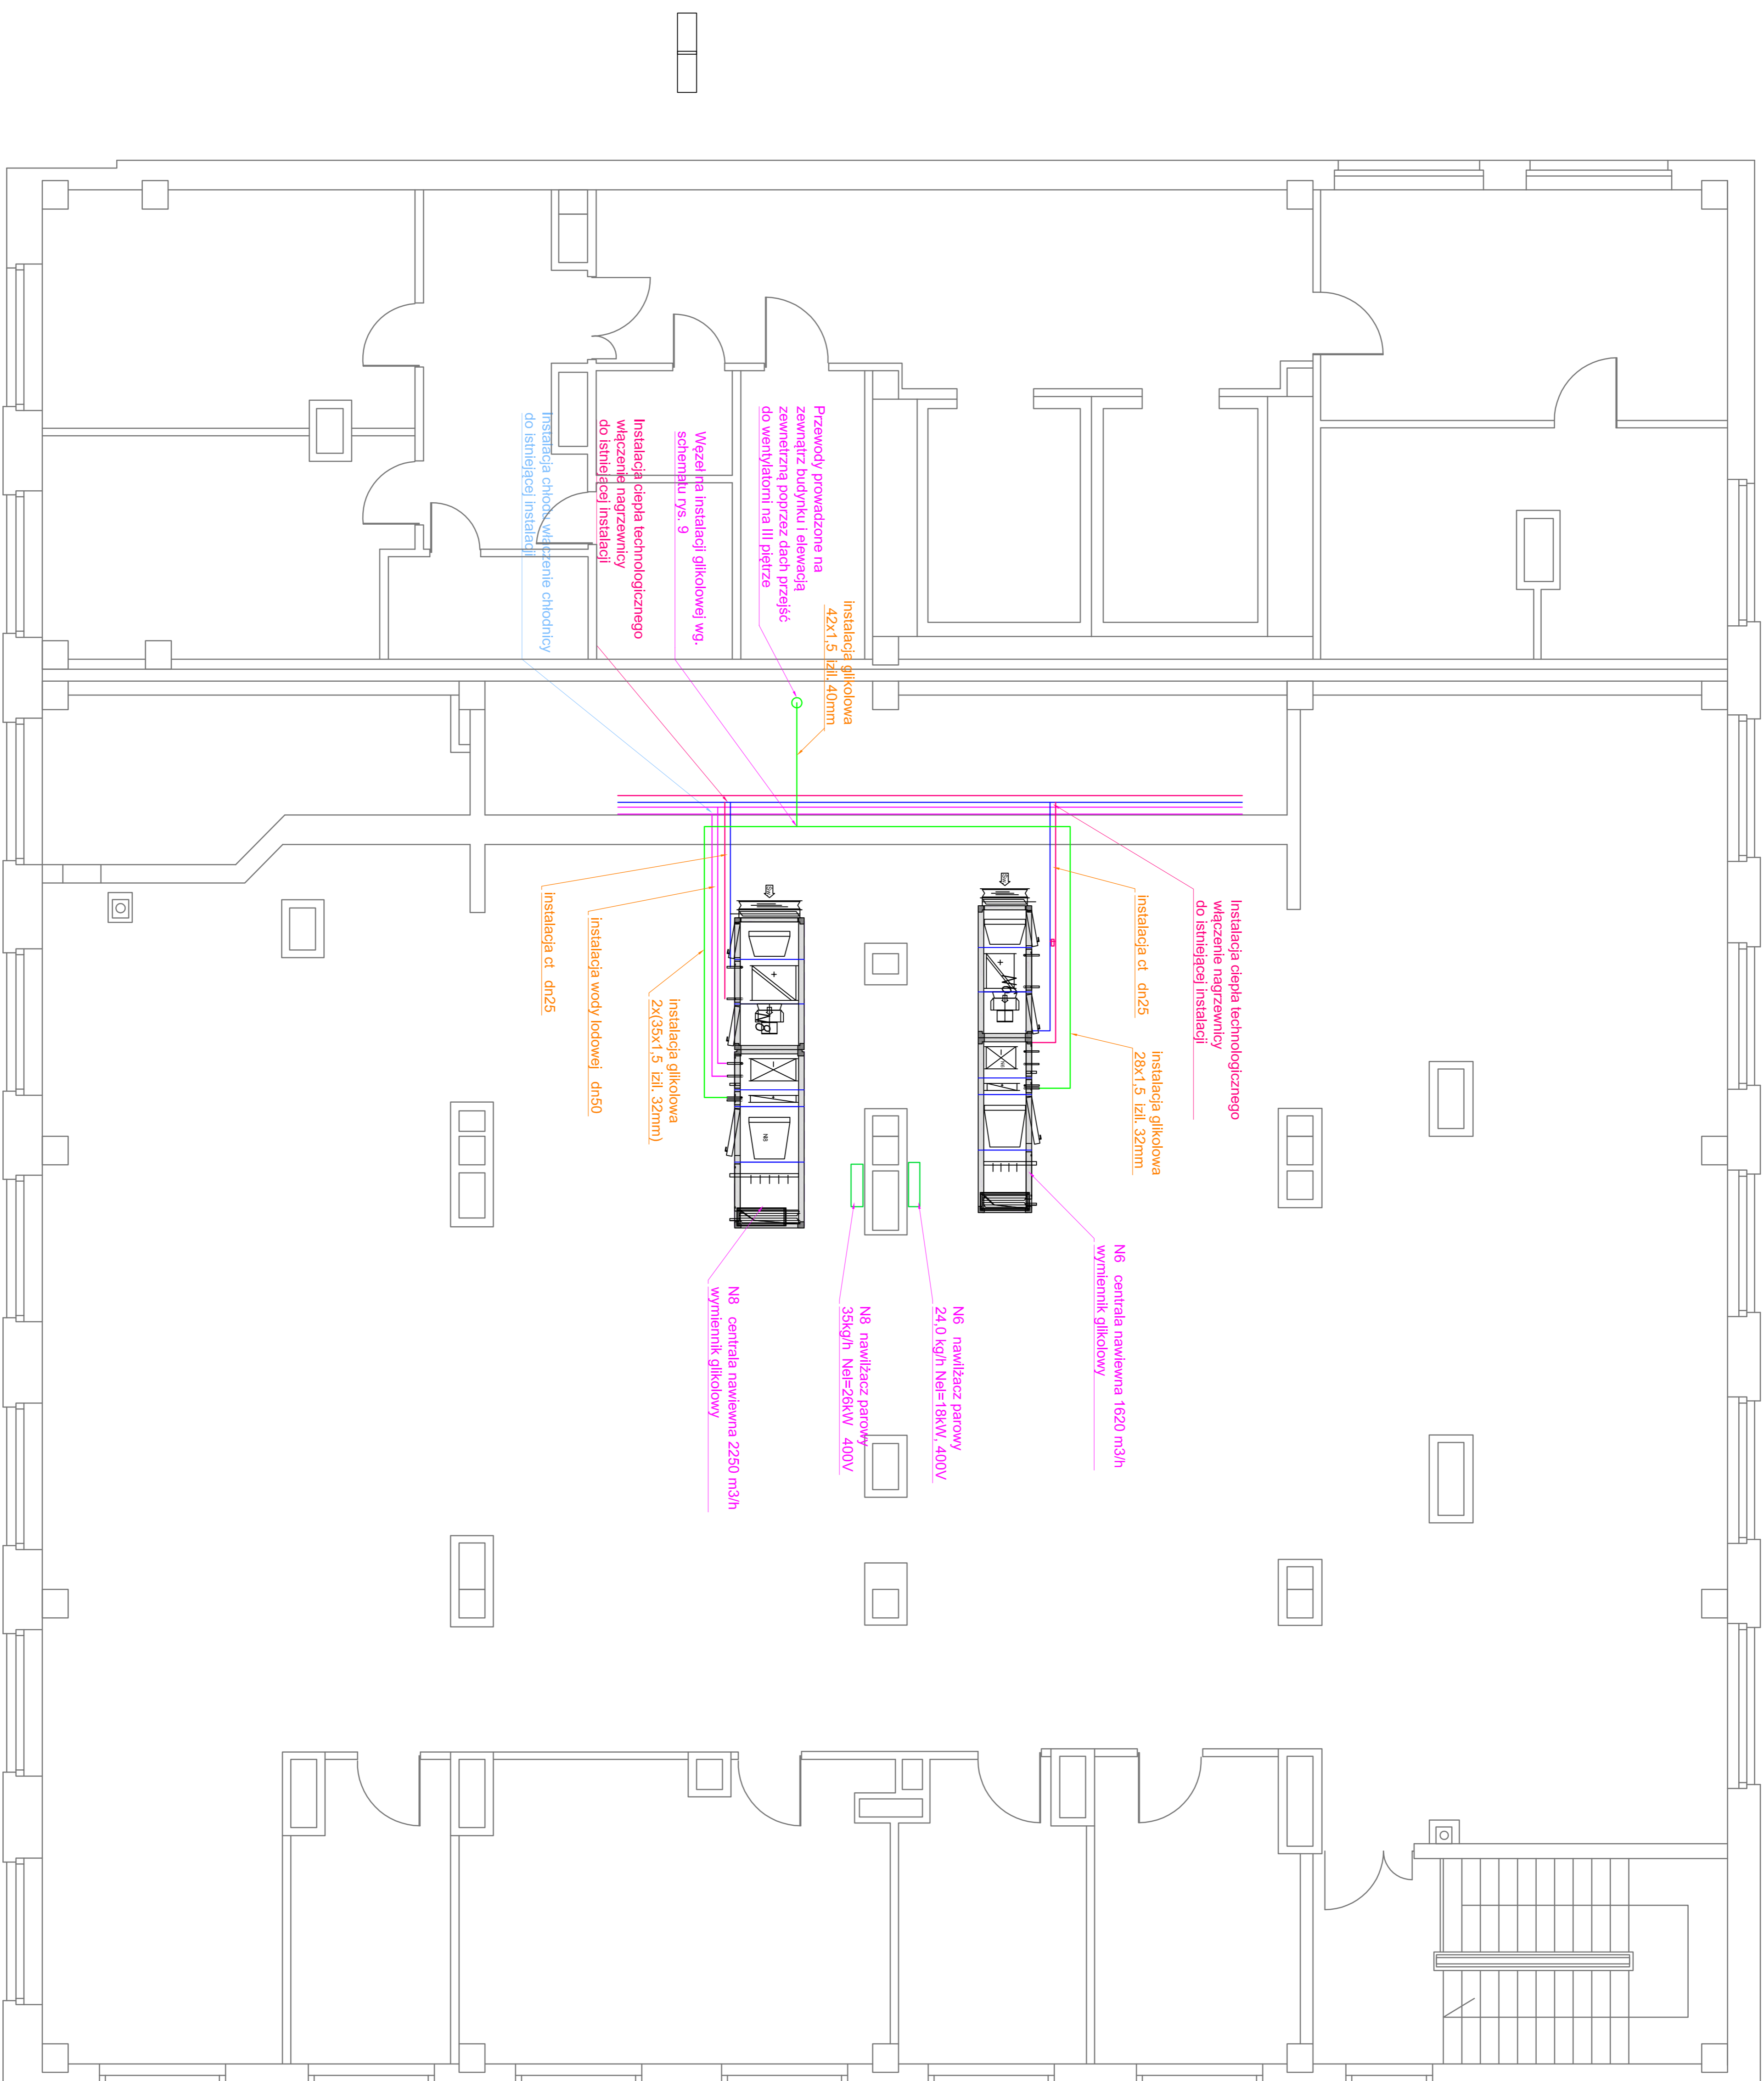 Przewody prowadzone na
zewnątrz budynku i elewacją
zewnetrzną poprzez dach przejść
do wentylatorni na III piętrze
Węzeł na instalacji glikolowej wg.
schematu rys. 9
Instalacja ciepła technologicznego
włączenie nagrzewnicy
do istniejącej instalacji
Instalacja chłodu włączenie chłodnicy
do istniejącej instalacji
instalacja glikolowa
42x1,5 izil. 40mm
Instalacja ciepła technologicznego
włączenie nagrzewnicy
do istniejącej instalacji
instalacja ct dn25
instalacja glikolowa
28x1,5 izil. 32mm
instalacja glikolowa
2x(35x1,5 izil. 32mm)
instalacja wody lodowej dn50
instalacja ct dn25
N8
N8
N6 centrala nawiewna 1620 m3/h
wymiennik glikolowy
N6 nawilżacz parowy
24,0 kg/h Nel=18kW, 400V
N8 nawilżacz parowy
35kg/h Nel=26kW 400V
N8 centrala nawiewna 2250 m3/h
wymiennik glikolowy